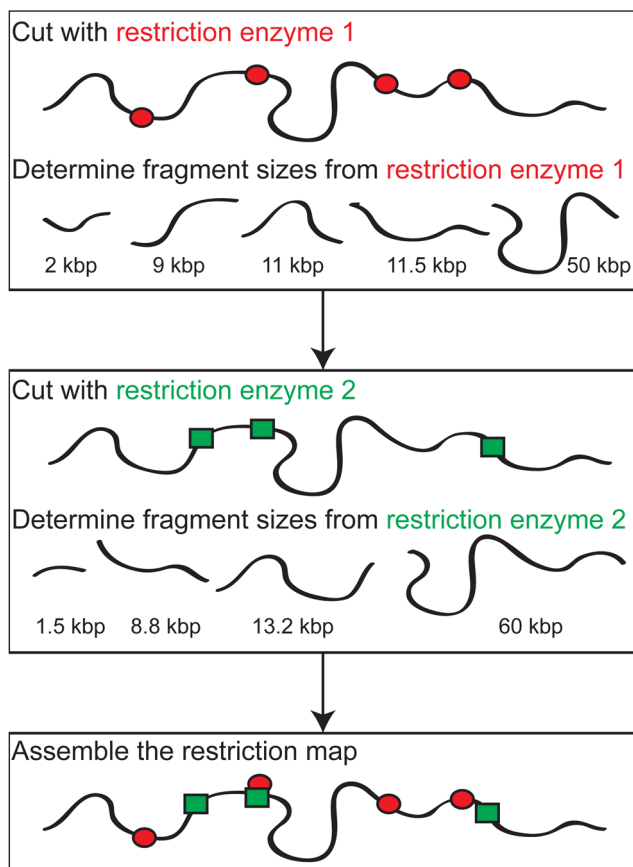 Cut with restriction enzyme 1
Determine fragment sizes from restriction enzyme 1
2 kbp 9 kbp 11 kbp 11.5 kbp 50 kbp
Cut with restriction enzyme 2
Determine fragment sizes from restriction enzyme 2
1.5 kbp 8.8 kbp 13.2 kbp 60 kbp
Assemble the restriction map